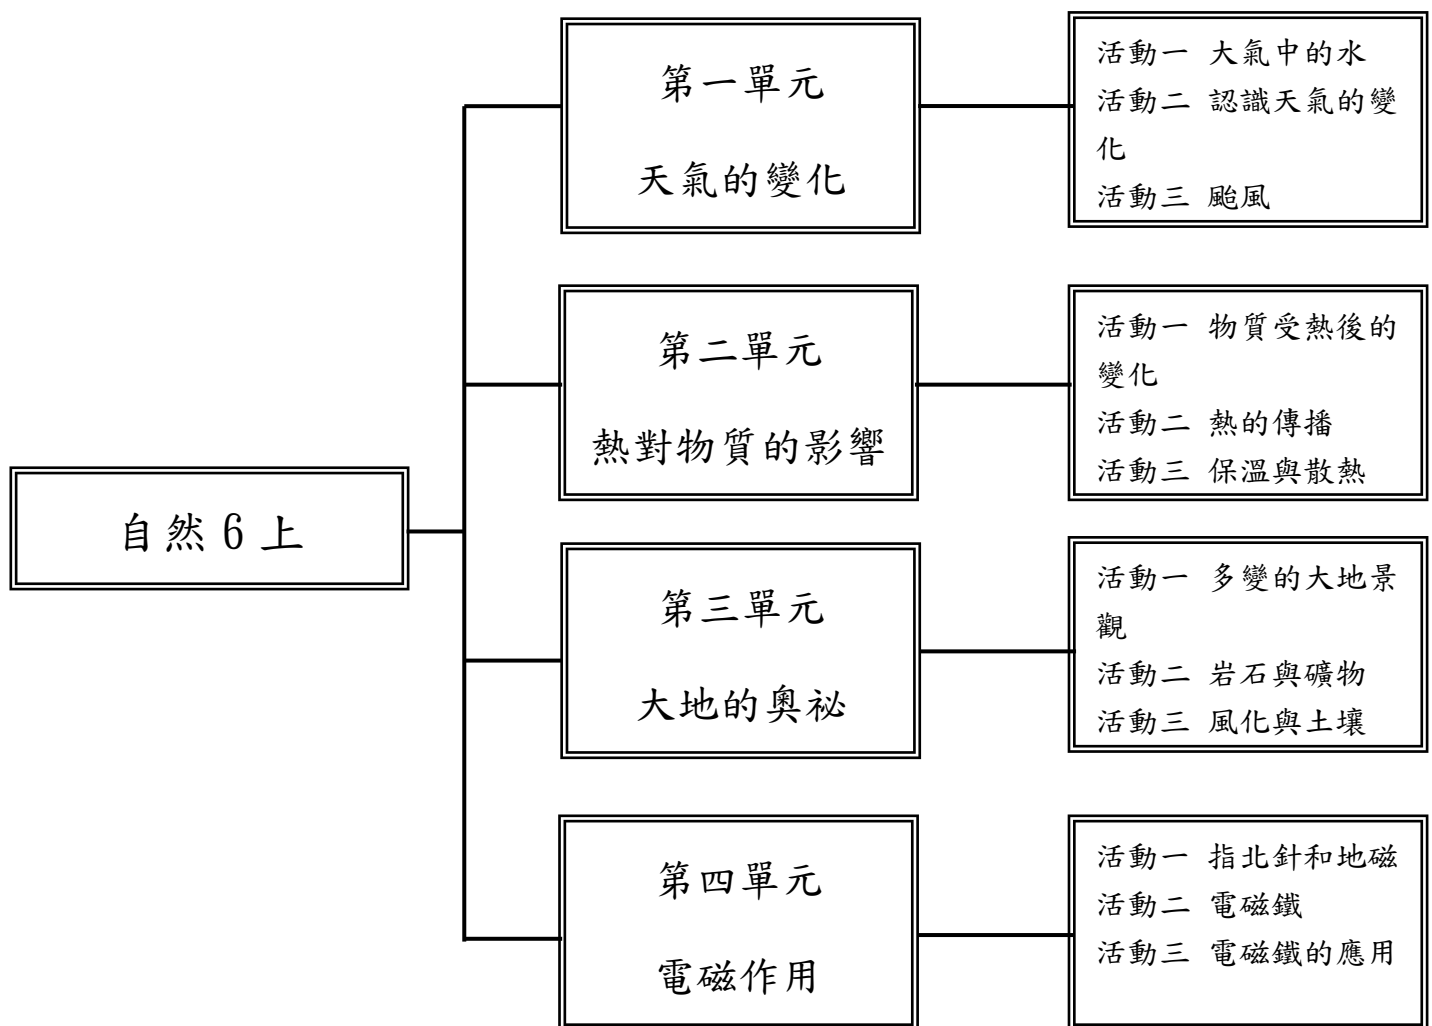 自然 6 上
第一單元
天氣的變化
活動一 大氣中的水
活動二 認識天氣的變
化
活動三 颱風
第二單元
熱對物質的影響
活動一 物質受熱後的
變化
活動二 熱的傳播
活動三 保溫與散熱
第三單元
大地的奧祕
活動一 多變的大地景
觀
活動二 岩石與礦物
活動三 風化與土壤
第四單元
電磁作用
活動一 指北針和地磁
活動二 電磁鐵
活動三 電磁鐵的應用